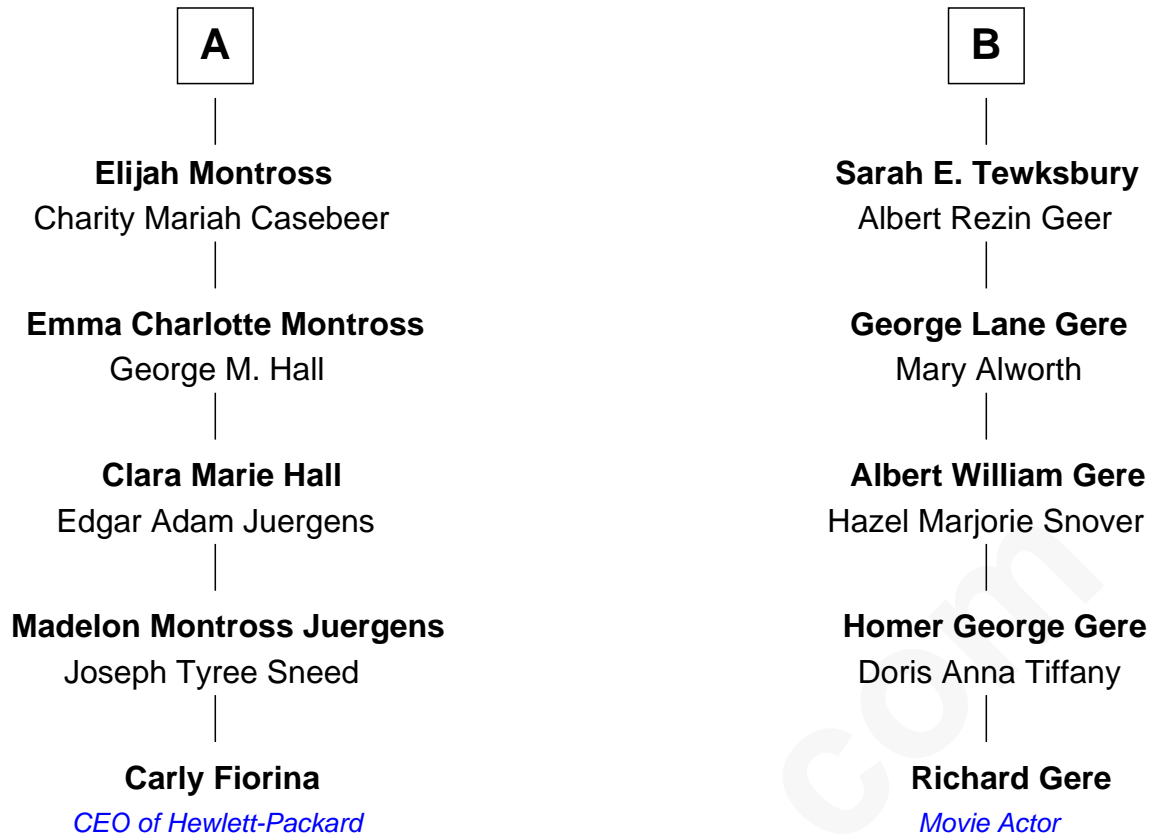 A
Elijah Montross
Charity Mariah Casebeer
Emma Charlotte Montross
George M. Hall
Clara Marie Hall
Edgar Adam Juergens
Madelon Montross Juergens
Joseph Tyree Sneed
Carly Fiorina
CEO of Hewlett-Packard
B
Sarah E. Tewksbury
Albert Rezin Geer
George Lane Gere
Mary Alworth
Albert William Gere
Hazel Marjorie Snover
Homer George Gere
Doris Anna Tiffany
Richard Gere
Movie Actor
com